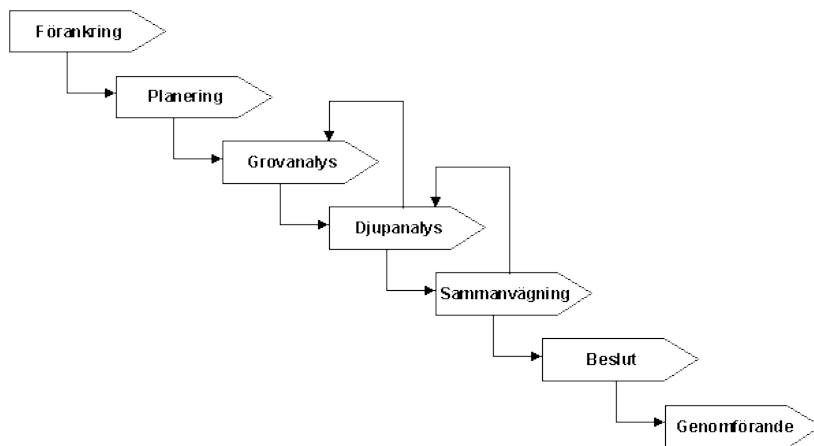 Förankring
Planering
Grovanalys
Djupanalys
Sammanvägning
Beslut
Genomförande